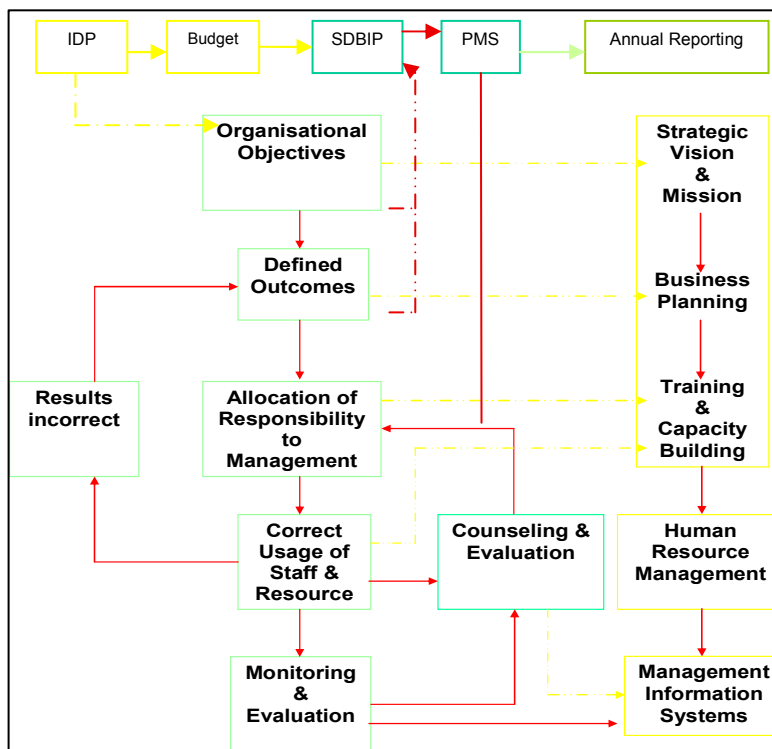 IDP
Budget
SDBIP
PMS
Annual Reporting
Organisational
Objectives
Strategic
Vision
&
Mission
Defined
Outcomes
Business
Planning
Results
incorrect
Allocation of
Responsibility
to
Management
Training
&
Capacity
Building
Correct
Usage of
Staff &
Resource
Counseling &
Evaluation
Human
Resource
Management
Monitoring
&
Evaluation
Management
Information
Systems